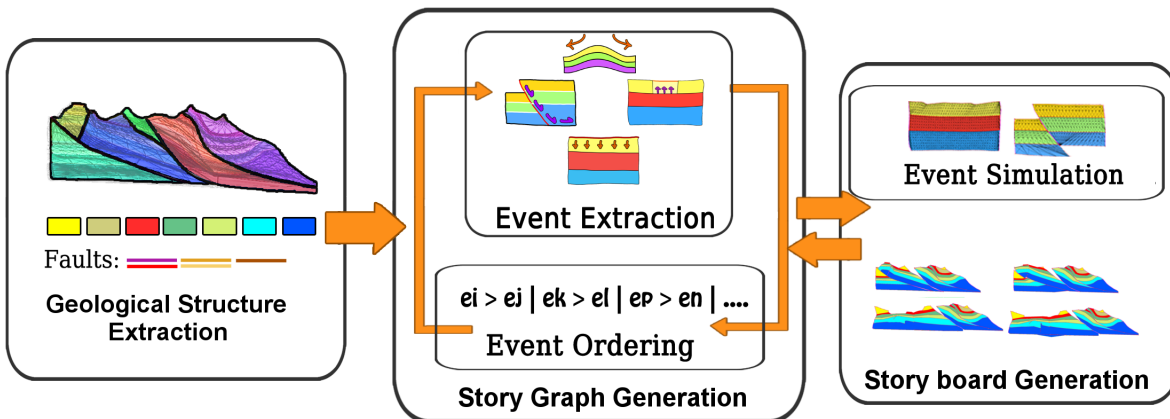 Faults:
Geological Structure
Extraction
Event Extraction
ei > ej | ek > el | ep > en | ....
Event Ordering
Story Graph Generation
Event Simulation
Story board Generation